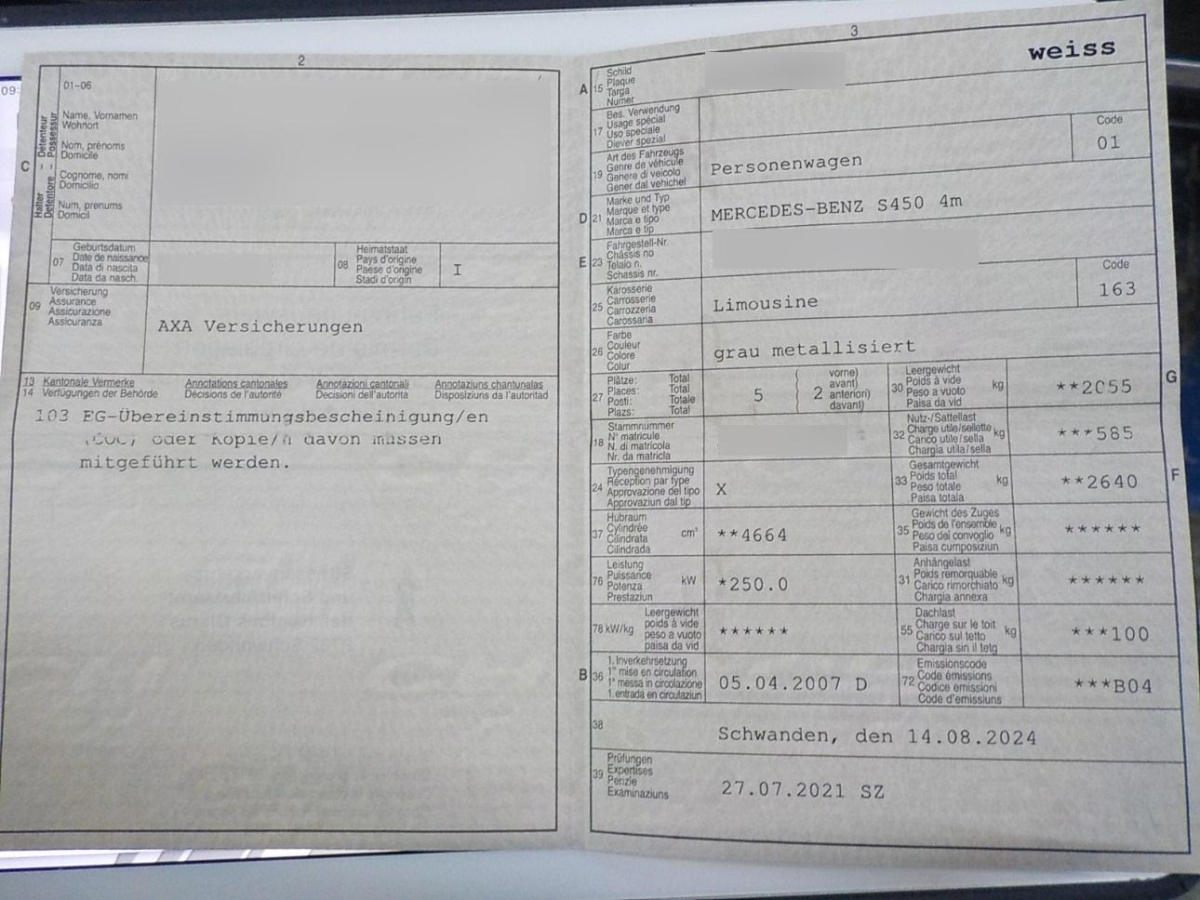 09:
2
01-06
C
Halter Détenteur
Detentore Possessur
Name, Vornamen
Wohnort
Nom, prénoms
Domicile
Cognome, nomi
Domicilio
Num, prenums
Domicil
07
Geburtsdatum
Date de naissance
Data di nascita
Data da nasch.
08
Heimatstaat
Pays d'origine
Paese d'origine
Stadi d'origin
I
09
Versicherung
Assurance
Assicurazione
Assicuranza
AXA Versicherungen
13 Kantonale Vermerke Annotations cantonales Annotazioni cantonali Annotaziuns chantunalas
14 Verfügungen der Behörde Décisions de l'autorité Decisioni dell'autorità Disposiziuns da l'autoritad
103 EG-Übereinstimmungsbescheinigung/en
(COC) oder Kopie/n davon müssen
mitgeführt werden.
3
weiss
A 15
Schild
Plaque
Targa
Numer
17
Bes. Verwendung
Usage spécial
Uso speciale
Diever spezial
19
Art des Fahrzeugs
Genre de véhicule
Genere di veicolo
Gener dal vehichel
Personenwagen
Code
01
D 21
Marke und Typ
Marque et type
Marca e tipo
Marca e tip
MERCEDES-BENZ S450 4m
E 23
Fahrgestell-Nr.
Châssis no
Telaio n.
Schassis nr.
25
Karosserie
Carrosserie
Carrozzeria
Carossaria
Limousine
Code
163
26
Farbe
Couleur
Colore
Colur
grau metallisiert
27
Plätze: Total
Places: Total
Posti: Totale
Plazs: Total
5
2
vorne)
avant)
anteriori)
davant)
30
Leergewicht
Poids à vide
Peso a vuoto
Paisa da vid
kg
**2055
G
18
Stammnummer
N° matricule
N. di matricola
Nr. da matricla
32
Nutz-/Sattellast
Charge utile/sellette
Carico utile/sella
Chargia utila/sella
kg
***585
24
Typengenehmigung
Réception par type
Approvazione del tipo
Approvaziun dal tip
X
33
Gesamtgewicht
Poids total
Peso totale
Paisa totala
kg
**2640
F
37
Hubraum
Cylindrée
Cilindrata
Cilindrada
cm³
**4664
35
Gewicht des Zuges
Poids de l'ensemble
Peso del convoglio
Paisa cumposiziun
kg
******
76
Leistung
Puissance
Potenza
Prestaziun
kW
*250.0
31
Anhängelast
Poids remorquable
Carico rimorchiato
Chargia annexa
kg
******
78 kW/kg
Leergewicht
poids à vide
peso a vuoto
paisa da vid
******
55
Dachlast
Charge sur le toit
Carico sul tetto
Chargia sin il tetg
kg
***100
B 36
1. Inverkehrsetzung
1re mise en circulation
1a messa in circolazione
1. entrada en circulaziun
05.04.2007 D
72
Emissionscode
Code émissions
Codice emissioni
Code d'emissiuns
***B04
38
Schwanden, den 14.08.2024
39
Prüfungen
Expertises
Perizie
Examinaziuns
27.07.2021 SZ